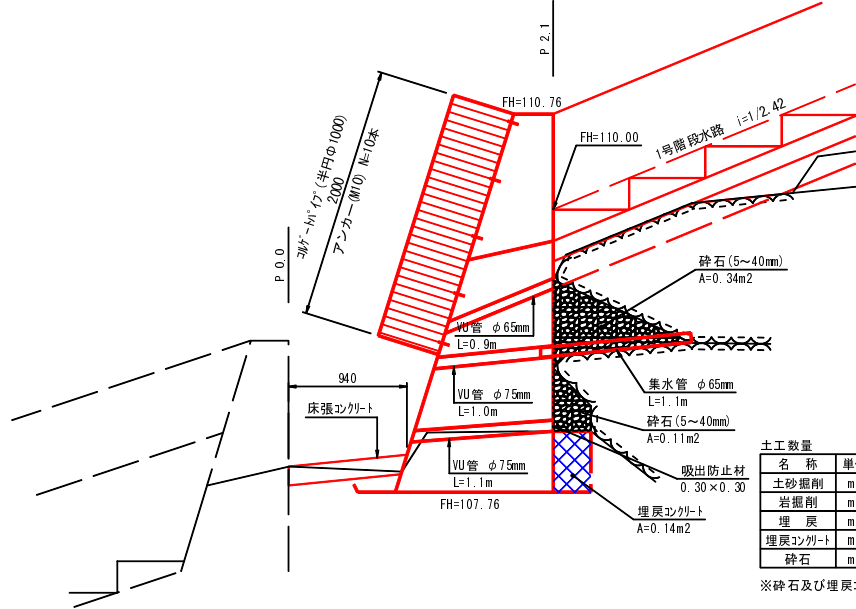 P 2.1
FH=110.76
1号階段水路 i=1/2.42
FH=110.00
コルゲートパイプ(半円Φ1000)
2000
アンカー(M10) N=10本
P 0.0
砕石(5~40mm)
A=0.34m2
VU管 φ65mm
L=0.9m
940
VU管 φ75mm
L=1.0m
集水管 φ65mm
L=1.1m
床張コンクリート
砕石(5~40mm)
A=0.11m2
VU管 φ75mm
L=1.1m
吸出防止材
0.30×0.30
FH=107.76
埋戻コンクリート
A=0.14m2
土工数量
名 称 単
土砂掘削 m
岩掘削 m
埋 戻 m
埋戻コンクリート m
砕石 m
※砕石及び埋戻